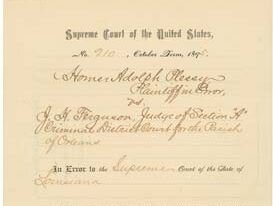 Supreme Court of the United States,
No. 210, October Term, 1895.
Homer Adolph Plessy
Plaintiff in Error,
vs.
J. H. Ferguson, Judge of Section "A"
Criminal District Court for the Parish
of Orleans
In Error to the Supreme Court of the State of
Louisiana